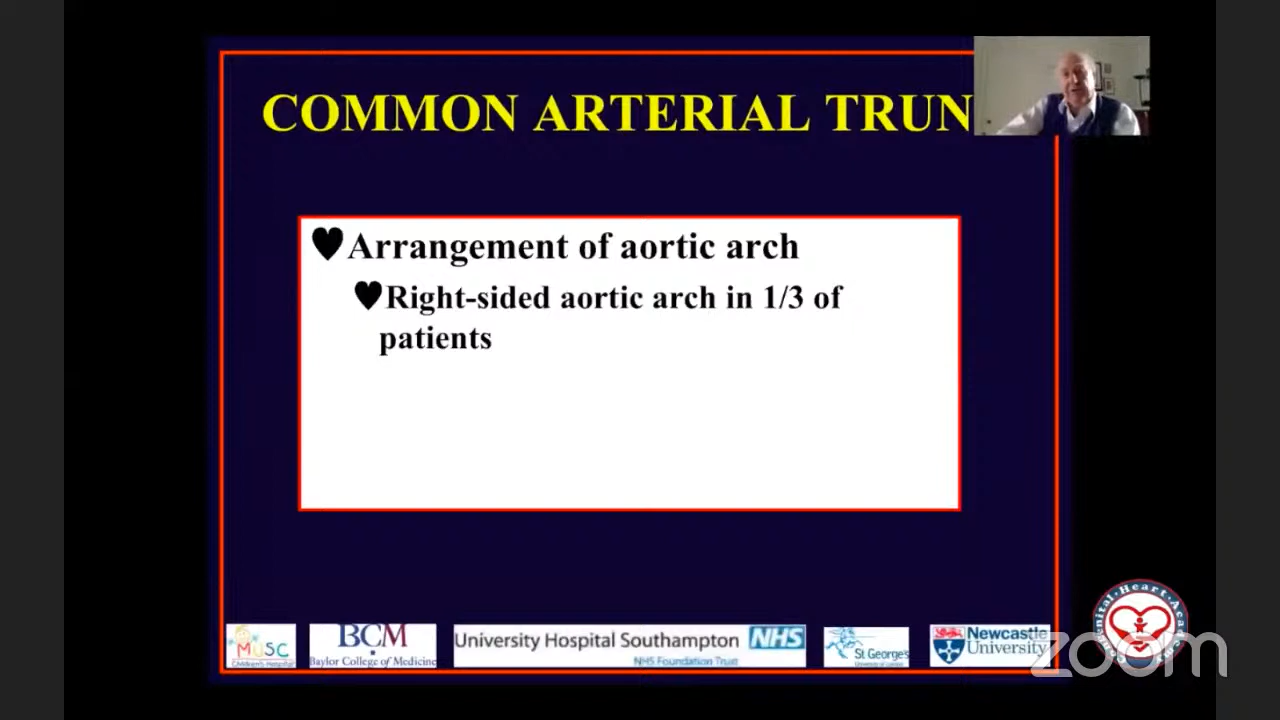 COMMON ARTERIAL TRUN
♥Arrangement of aortic arch
♥Right-sided aortic arch in 1/3 of
patients
MUSC
Children's Hospital
BCM
Baylor College of Medicine
University Hospital Southampton NHS
NHS Foundation Trust
St George's
University of London
Newcastle
University
zoom